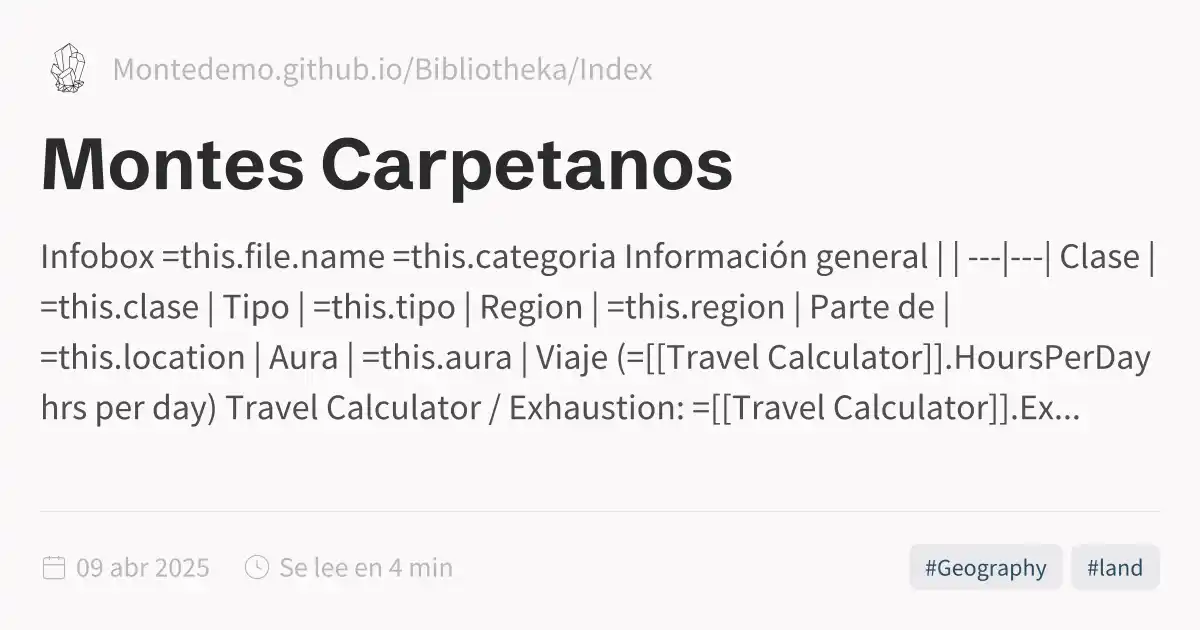 Montedemo.github.io/Bibliotheka/Index
Montes Carpetanos
Infobox =this.file.name =this.categoria Información general | | ---|---| Clase |
=this.clase | Tipo | =this.tipo | Region | =this.region | Parte de |
=this.location | Aura | =this.aura | Viaje (=[[Travel Calculator]].HoursPerDay
hrs per day) Travel Calculator / Exhaustion: =[[Travel Calculator]].Ex...
09 abr 2025 Se lee en 4 min #Geography #land